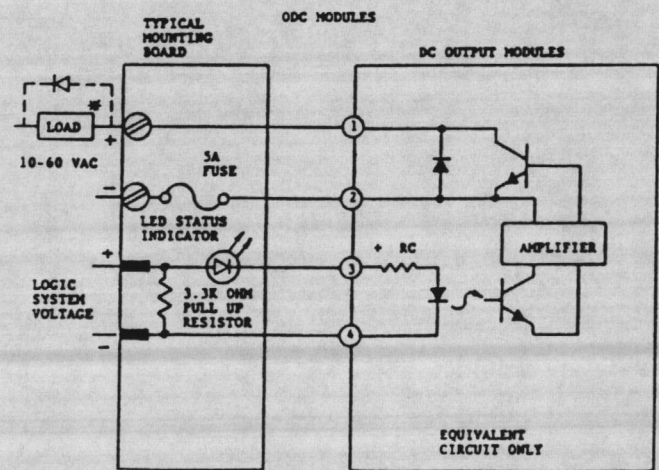 ODC MODULES
TYPICAL
MOUNTING
BOARD
DC OUTPUT MODULES
*
LOAD
+
10-60 VAC
-
5A
FUSE
LED STATUS
INDICATOR
1
2
3
4
+
LOGIC
SYSTEM
VOLTAGE
-
3.3K OHM
PULL UP
RESISTOR
+ RC
AMPLIFIER
EQUIVALENT
CIRCUIT ONLY